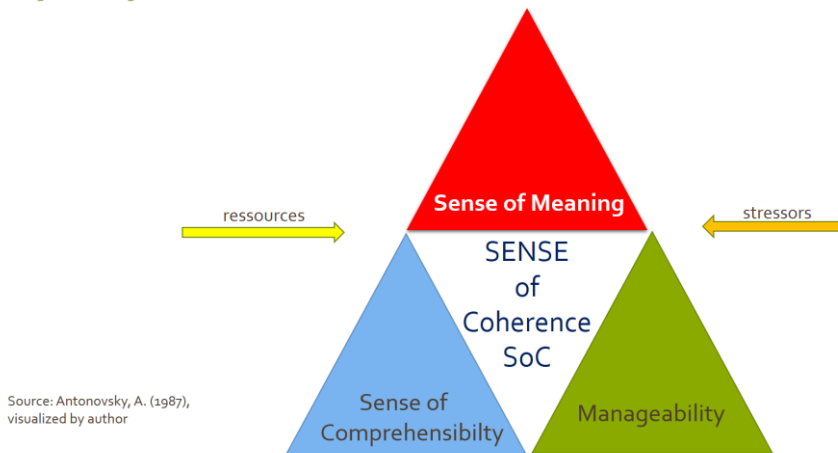 Sense of Meaning
ressources
stressors
SENSE
of
Coherence
SoC
Sense of
Comprehensibilty
Manageability
Source: Antonovsky, A. (1987),
visualized by author